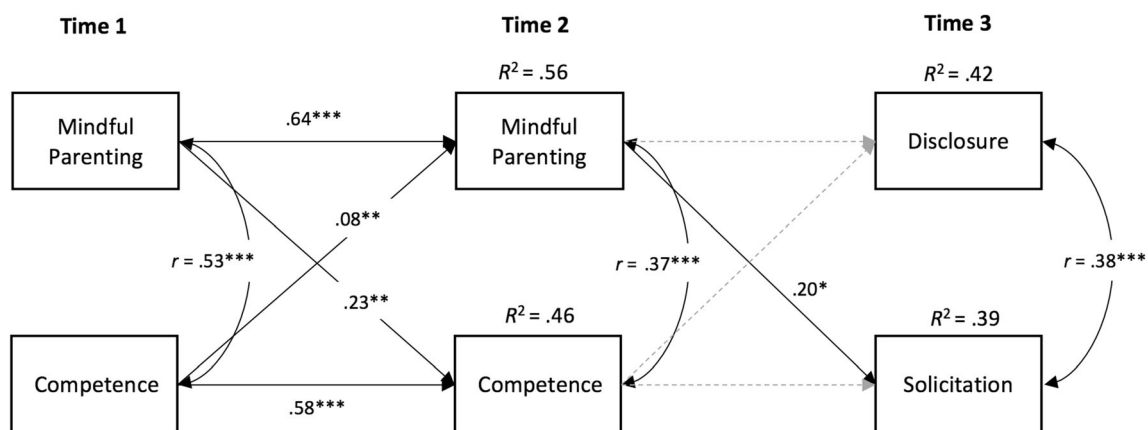 Time 1
Time 2
Time 3
R² = .56
R² = .42
Mindful
Parenting
.64***
Mindful
Parenting
Disclosure
.08**
r = .53***
r = .37***
r = .38***
.20*
.23**
R² = .46
R² = .39
Competence
Competence
Solicitation
.58***